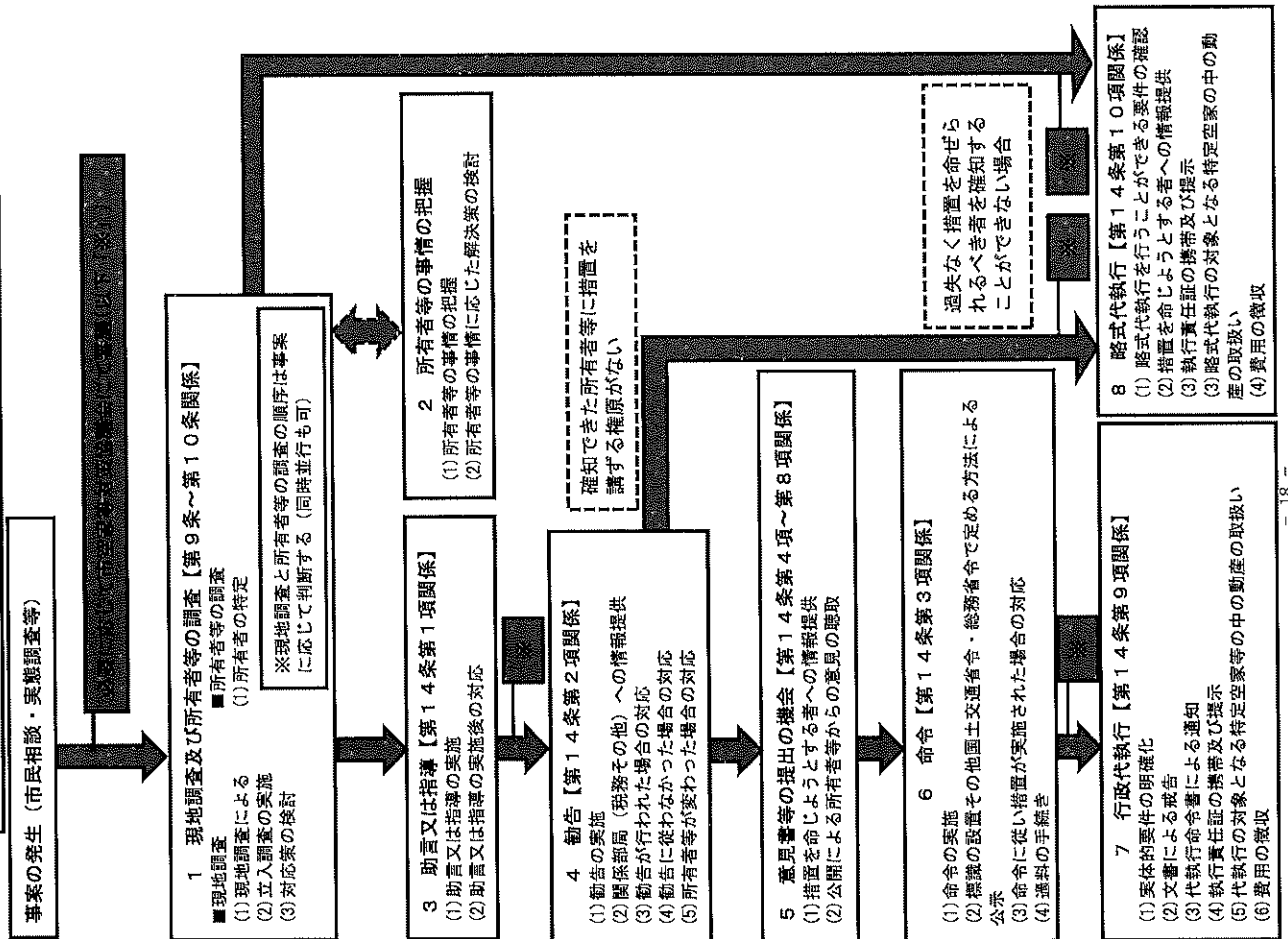 事案の発生（市民相談・実態調査等）
1 現地調査及び所有者等の調査【第９条～第１０条関係】
■現地調査
(1)現地調査による
(2)立入調査の実施
(3)対応策の検討
■所有者等の調査
(1)所有者の特定
※現地調査と所有者等の調査の順序は事案
に応じて判断する（同時並行も可）
2 所有者等の事情の把握
(1)所有者等の事情の把握
(2)所有者等の事情に応じた解決策の検討
3 助言又は指導【第１４条第１項関係】
(1)助言又は指導の実施
(2)助言又は指導の実施後の対応
※
4 勧告【第１４条第２項関係】
(1)勧告の実施
(2)関係部局（税務その他）への情報提供
(3)勧告が行われた場合の対応
(4)勧告に従わなかった場合の対応
(5)所有者等が変わった場合の対応
確知できた所有者等に措置を
講ずる権原がない
5 意見書等の提出の機会【第１４条第４項～第８項関係】
(1)措置を命じようとする者への情報提供
(2)公開による所有者等からの意見の聴取
過失なく措置を命ぜら
れるべき者を確知する
ことができない場合
6 命令【第１４条第３項関係】
(1)命令の実施
(2)標識の設置その他国土交通省令・総務省令で定める方法による
公示
(3)命令に従い措置が実施された場合の対応
(4)過料の手続き
※
※
※
7 行政代執行【第１４条第９項関係】
(1)実体的要件の明確化
(2)文書による戒告
(3)代執行命令書による通知
(4)執行責任証の携帯及び提示
(5)代執行の対象となる特定空家等の中の動産の取扱い
(6)費用の徴収
8 略式代執行【第１４条第１０項関係】
(1)略式代執行を行うことができる要件の確認
(2)措置を命じようとする者への情報提供
(3)執行責任証の携帯及び提示
(3)略式代執行の対象となる特定空家の中の動
産の取扱い
(4)費用の徴収
- 18 -